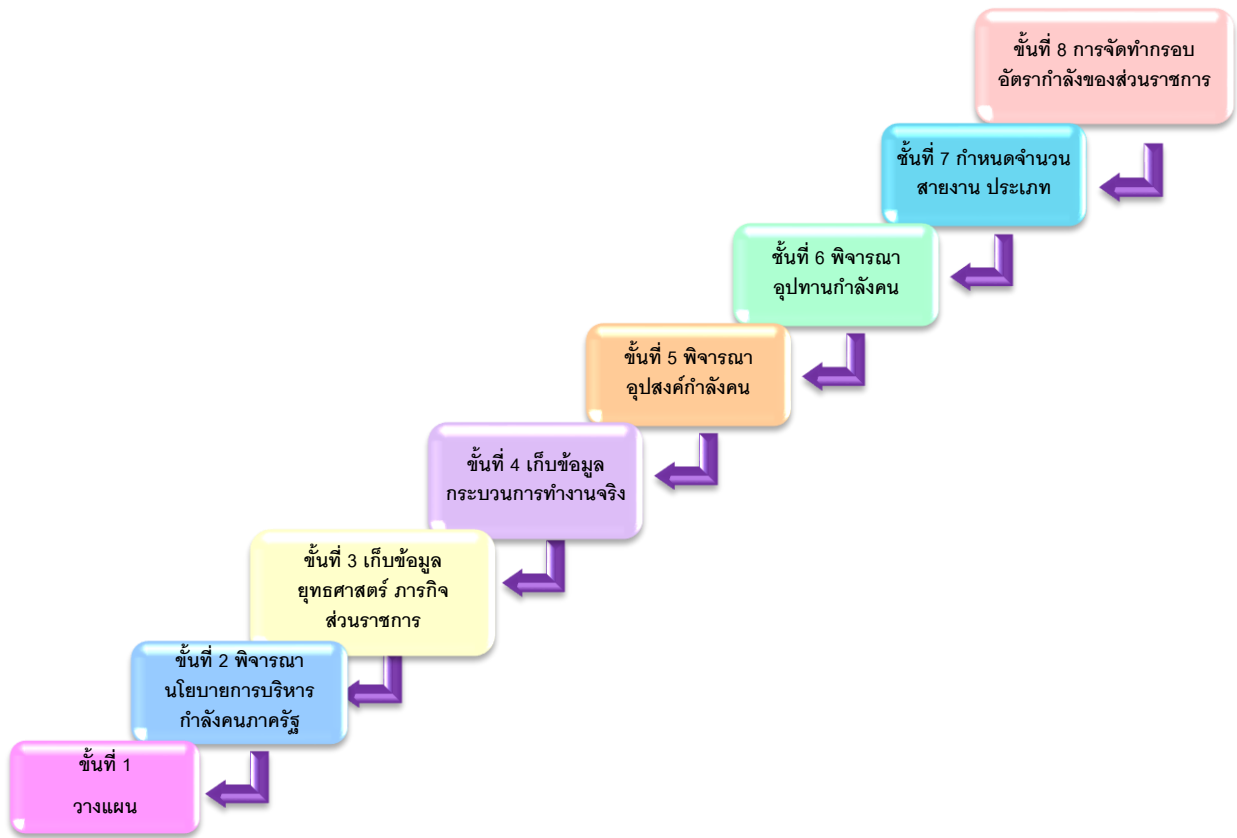 ขั้นที่ 8 การจัดทำกรอบ
อัตรากำลังของส่วนราชการ
ชั้นที่ 7 กำหนดจำนวน
สายงาน ประเภท
ชั้นที่ 6 พิจารณา
อุปทานกำลังคน
ขั้นที่ 5 พิจารณา
อุปสงค์กำลังคน
ขั้นที่ 4 เก็บข้อมูล
กระบวนการทำงานจริง
ขั้นที่ 3 เก็บข้อมูล
ยุทธศาสตร์ ภารกิจ
ส่วนราชการ
ขั้นที่ 2 พิจารณา
นโยบายการบริหาร
กำลังคนภาครัฐ
ขั้นที่ 1
วางแผน